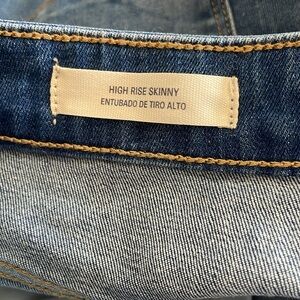 HIGH RISE SKINNY
ENTUBADO DE TIRO ALTO